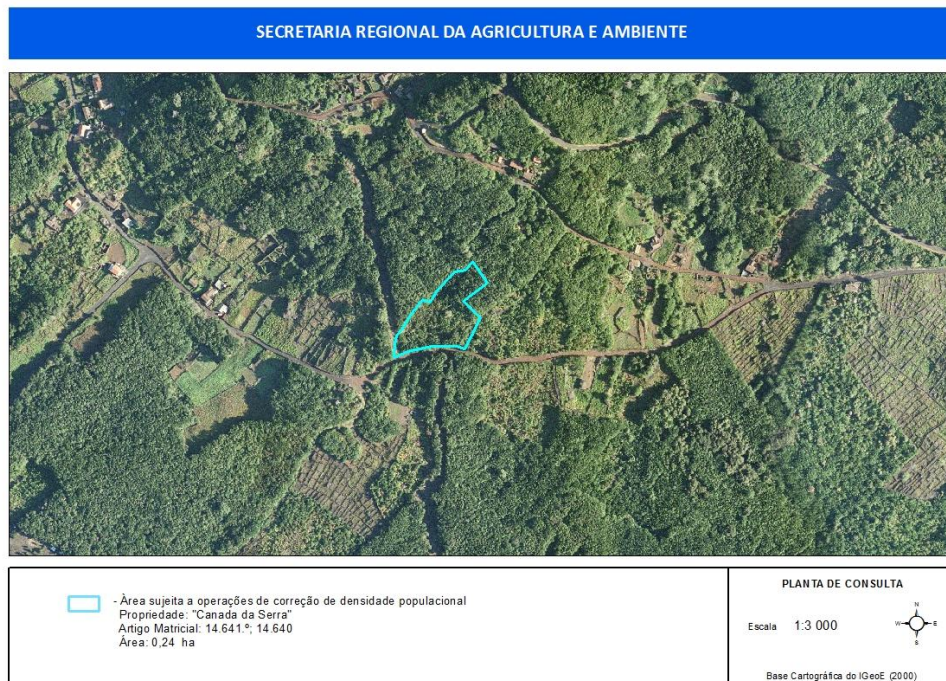 SECRETARIA REGIONAL DA AGRICULTURA E AMBIENTE
- Área sujeita a operações de correção de densidade populacional
Propriedade: "Canada da Serra"
Artigo Matricial: 14.641.º; 14.640
Área: 0,24 ha
PLANTA DE CONSULTA
Escala 1:3 000
N
W E
S
Base Cartográfica do IGeoE (2000)